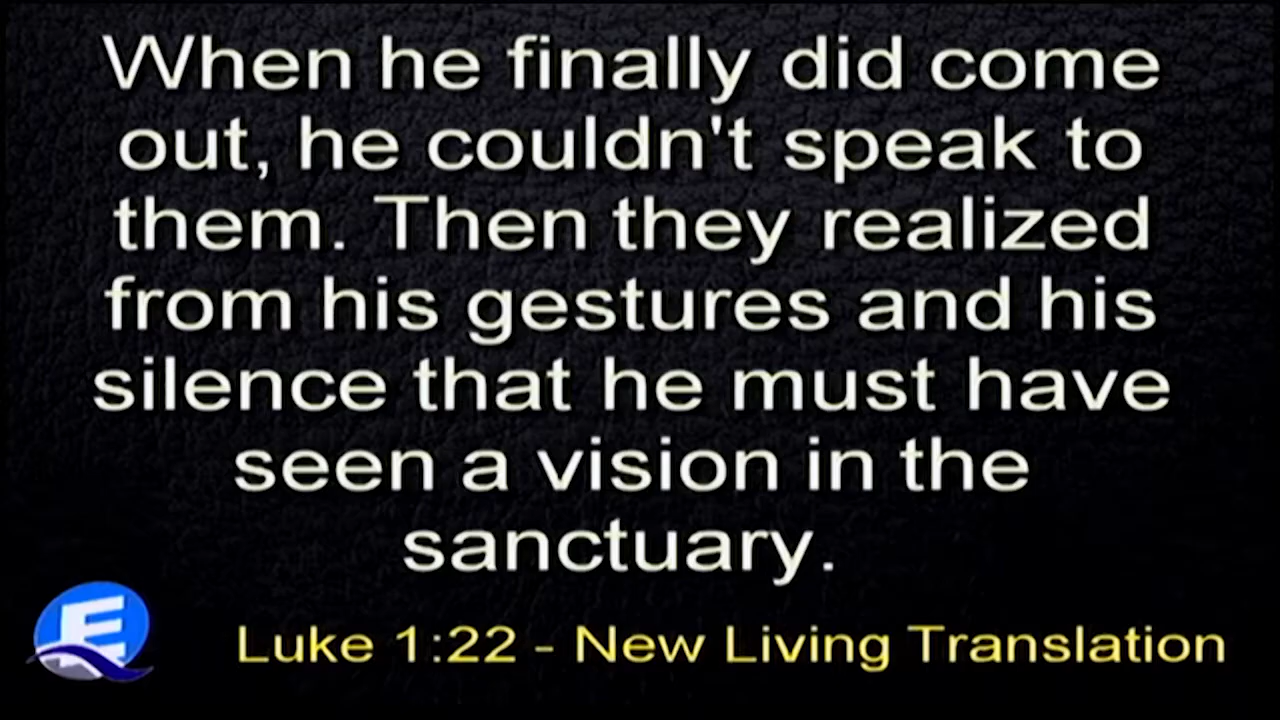 When he finally did come
out, he couldn't speak to
them. Then they realized
from his gestures and his
silence that he must have
seen a vision in the
sanctuary.
E
Luke 1:22 - New Living Translation